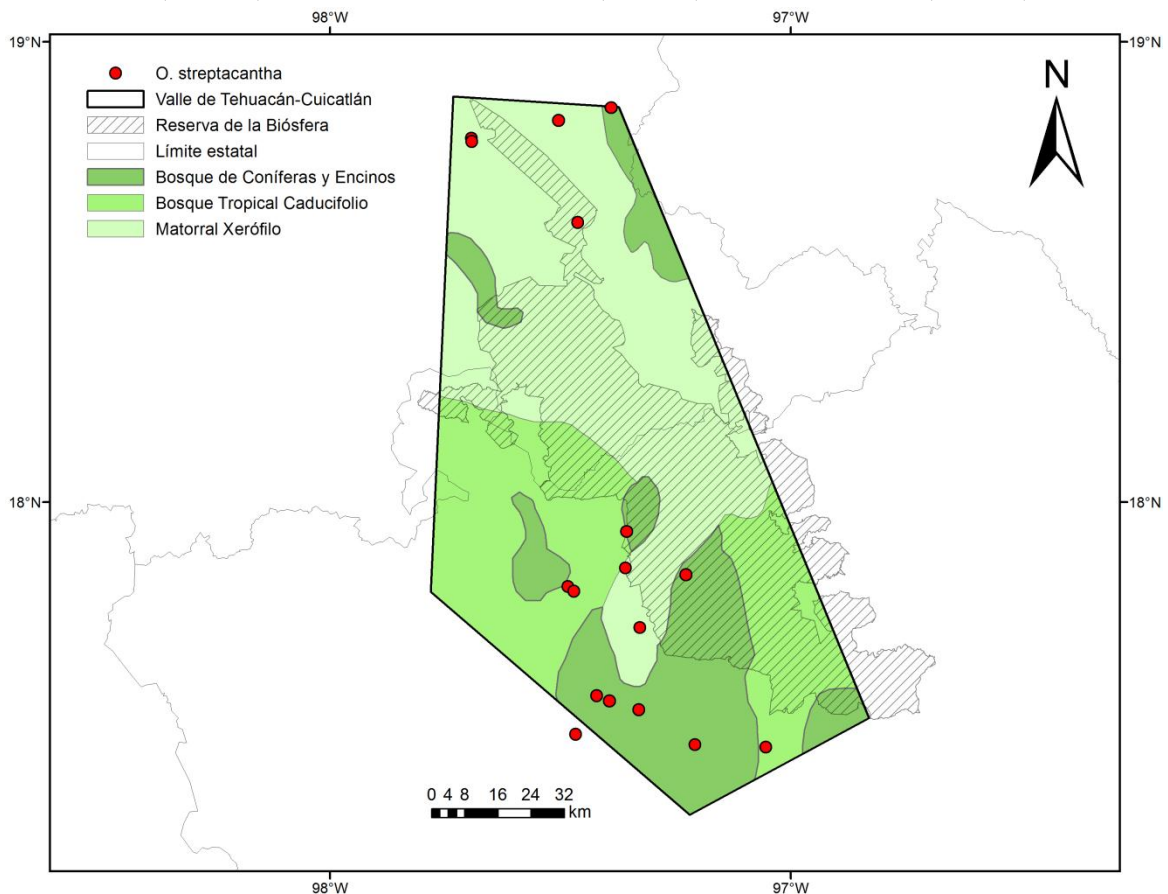 98°W 97°W
19°N 19°N
N
O. streptacantha
Valle de Tehuacán-Cuicatlán
Reserva de la Biósfera
Límite estatal
Bosque de Coníferas y Encinos
Bosque Tropical Caducifolio
Matorral Xerófilo
18°N 18°N
0 4 8 16 24 32
km
98°W 97°W